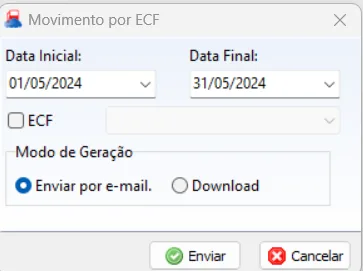 Movimento por ECF
Data Inicial: Data Final:
01/05/2024 31/05/2024
ECF
Modo de Geração
Enviar por e-mail. Download
Enviar Cancelar